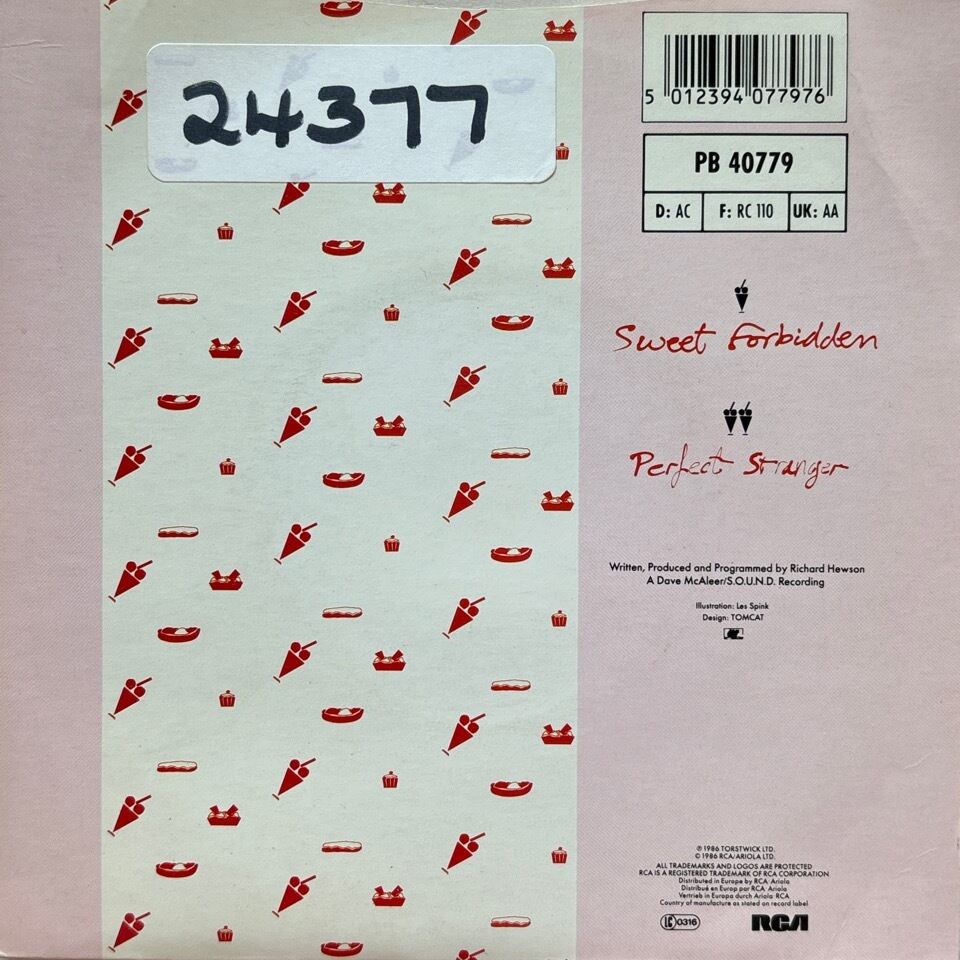 24377
5 012394 077976
PB 40779
D: AC F: RC 110 UK: AA
Sweet Forbidden
Perfect Stranger
Written, Produced and Programmed by Richard Hewson
A Dave McAleer/S.O.U.N.D. Recording
Illustration: Les Spink
Design: TOMCAT
℗ 1986 TORSTWICK LTD.
© 1986 RCA/ARIOLA LTD.
ALL TRADEMARKS AND LOGOS ARE PROTECTED
RCA IS A REGISTERED TRADEMARK OF RCA CORPORATION
Distributed in Europe by RCA/Ariola
Distribué en Europ par RCA/Ariola
Vertrieb in Europa durch Ariola/RCA
Country of manufacture as stated on record label
LC 0316 RCA